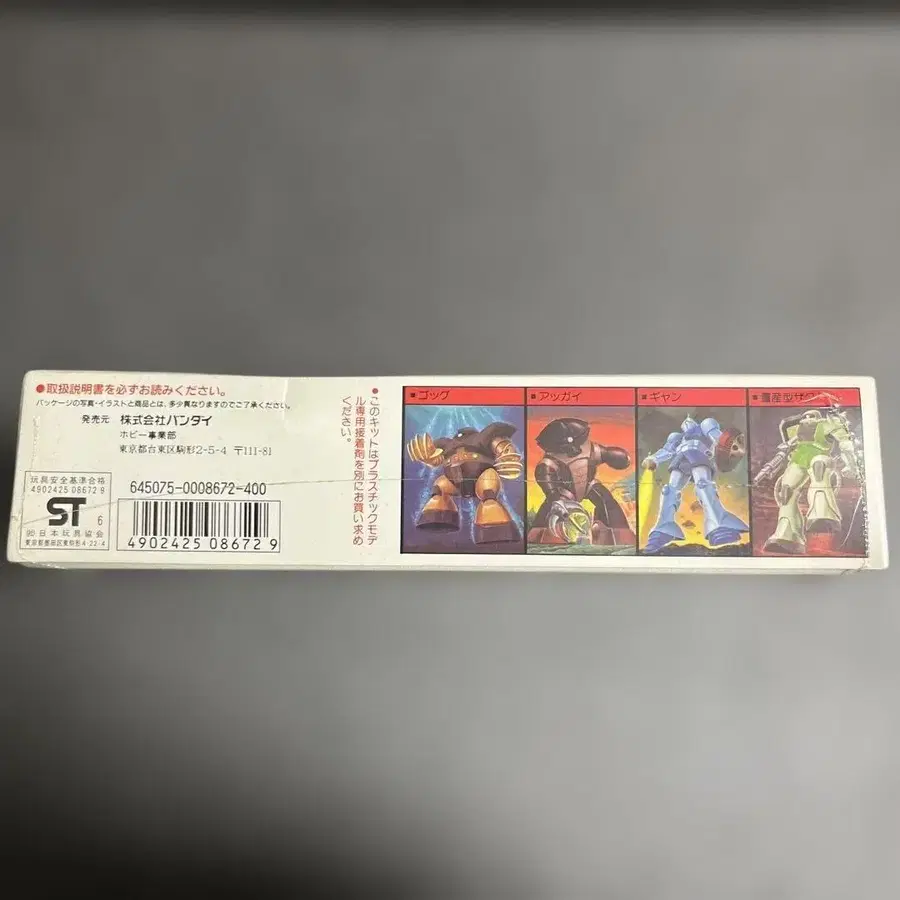 ●取扱説明書を必ずお読みください。
パッケージの写真・イラストと商品とは、多少異なりますのでご了承ください。
発売元 株式会社バンダイ
ホビー事業部
東京都台東区駒形2-5-4 〒111-81
玩具安全基準合格
4902425 08672 9
ST 6
㈳日本玩具協会
645075-0008672-400
4902425 08672 9
●このキットはプラスチックモデ
ル専用接着剤を別にお買い求め
ください。
■ゴッグ
■アッガイ
■ギャン
■量産型ザク